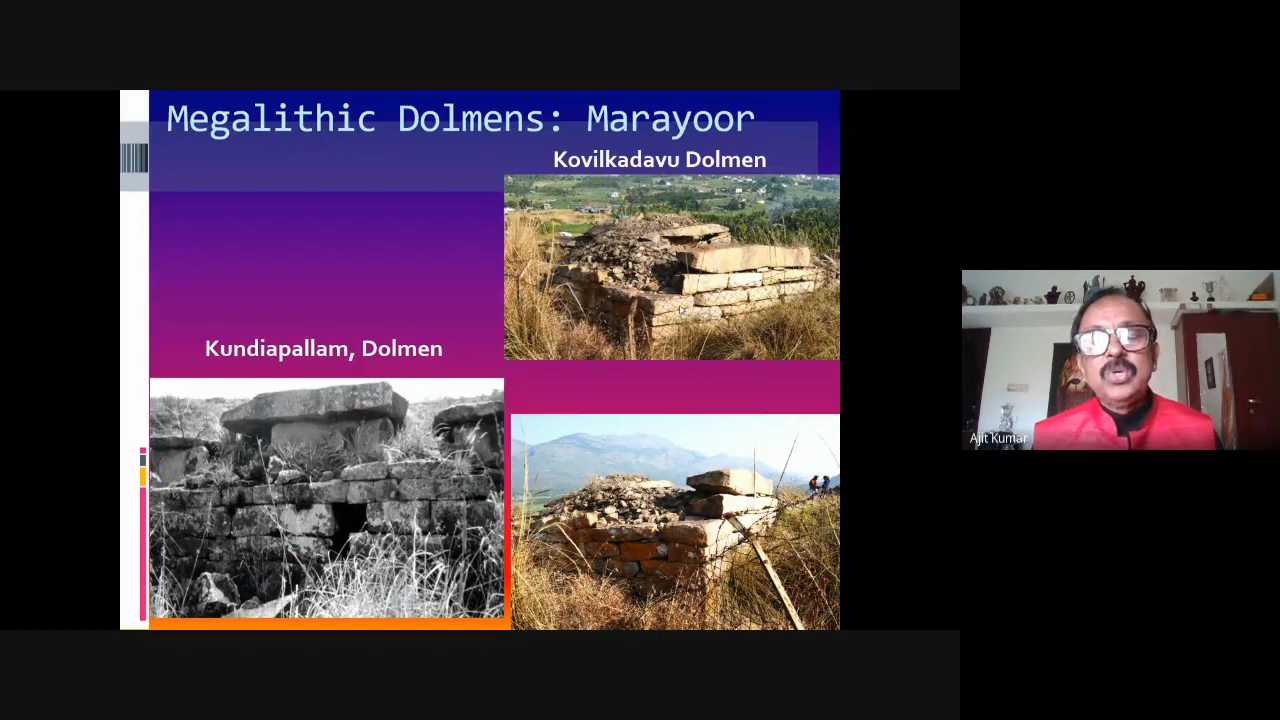 Megalithic Dolmens: Marayoor
Kovilkadavu Dolmen
Kundiapallam, Dolmen
Ajit Kumar